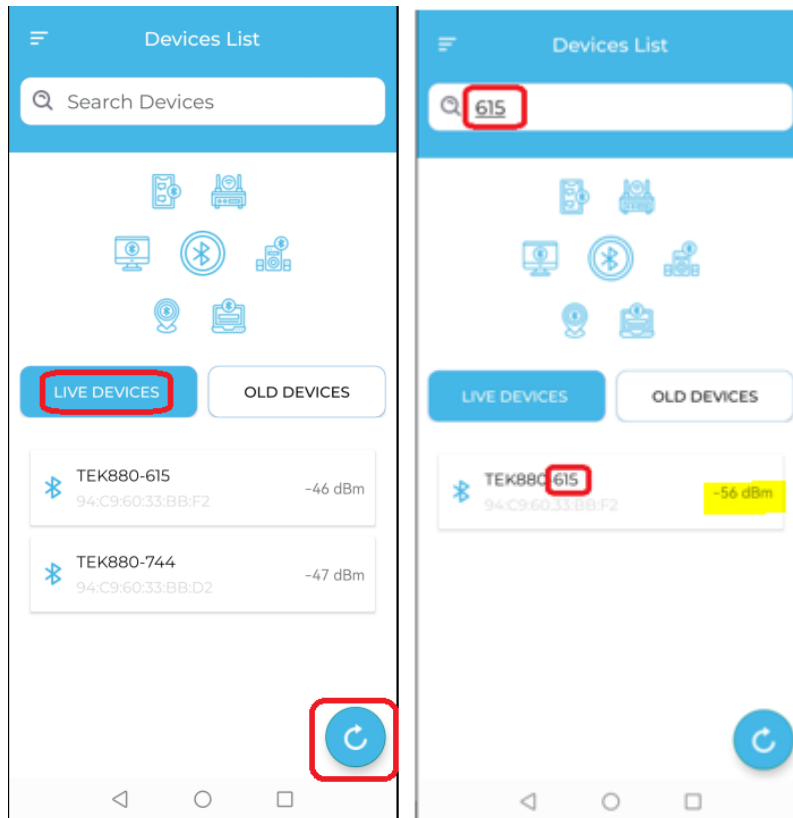 Devices List
Search Devices
LIVE DEVICES
OLD DEVICES
TEK880-615
-46 dBm
94:C9:60:33:BB:F2
TEK880-744
-47 dBm
94:C9:60:33:BB:D2
Devices List
615
LIVE DEVICES
OLD DEVICES
TEK880-615
-56 dBm
94:C9:60:33:BB:F2